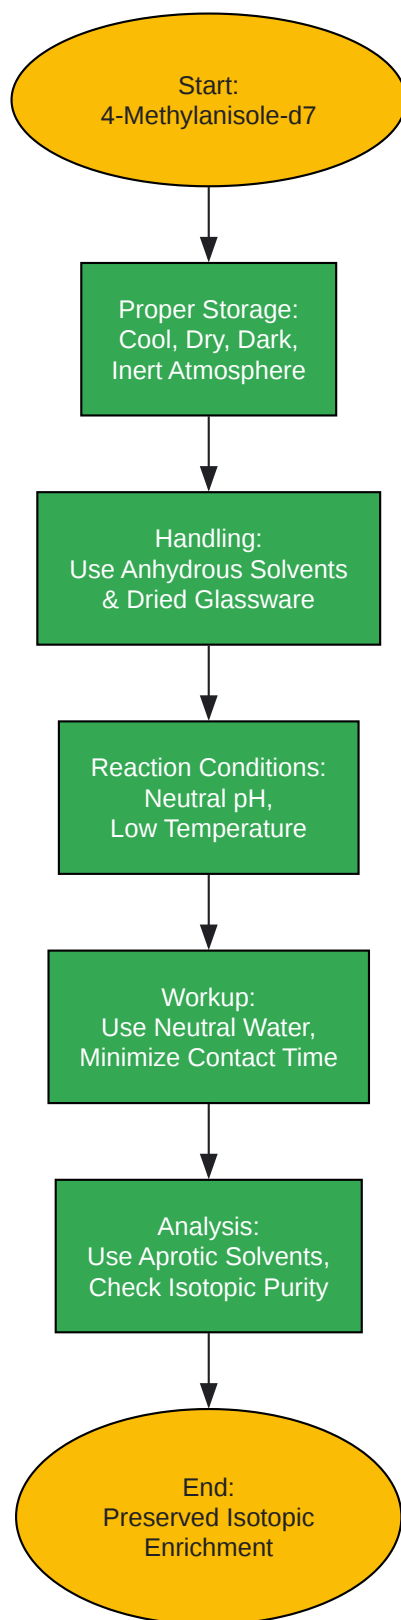 Start:
4-Methylanisole-d7
Proper Storage:
Cool, Dry, Dark,
Inert Atmosphere
Handling:
Use Anhydrous Solvents
& Dried Glassware
Reaction Conditions:
Neutral pH,
Low Temperature
Workup:
Use Neutral Water,
Minimize Contact Time
Analysis:
Use Aprotic Solvents,
Check Isotopic Purity
End:
Preserved Isotopic
Enrichment